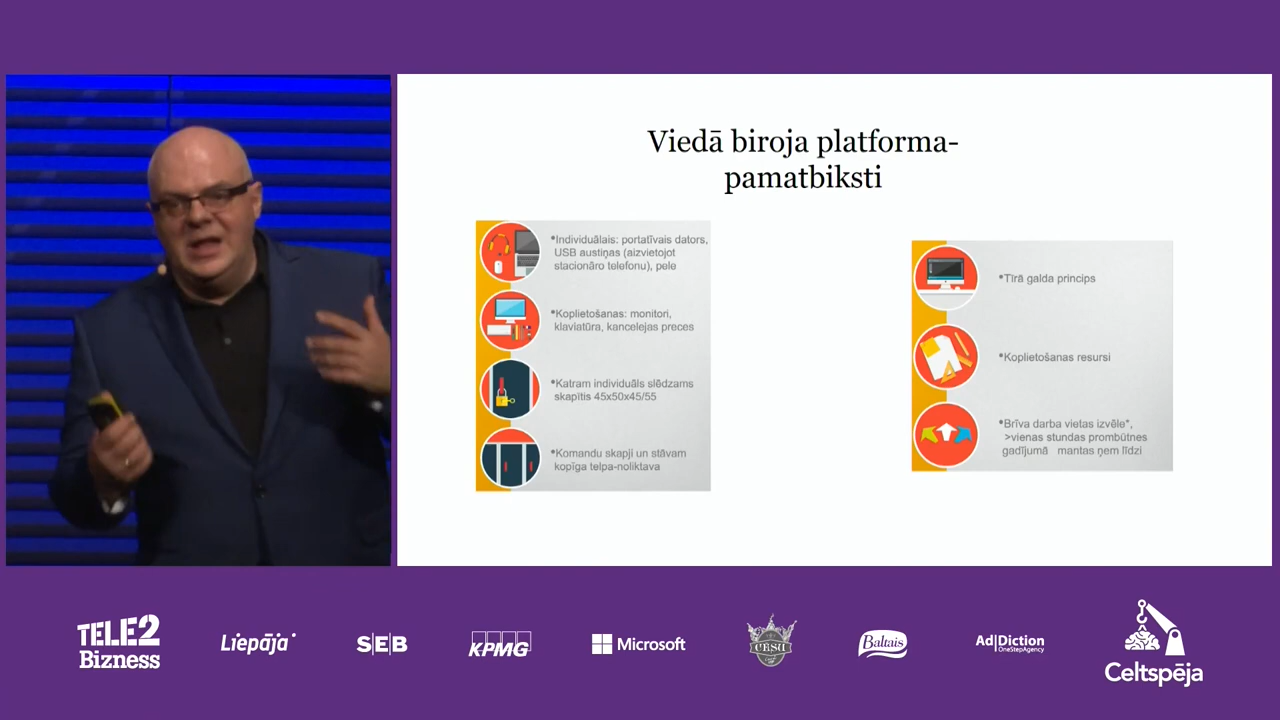 Viedā biroja platforma-
pamatbiksti
•Individuālais: portatīvais dators,
USB austiņas (aizvietojot
stacionāro telefonu), pele
•Koplietošanas: monitori,
klaviatūra, kancelejas preces
•Katram individuāls slēdzams
skapītis 45x50x45/55
•Komandu skapji un stāvam
kopīga telpa-noliktava
•Tīrā galda princips
•Koplietošanas resursi
•Brīva darba vietas izvēle*,
>vienas stundas prombūtnes
gadījumā mantas ņem līdzi
TELE2
Bizness
Liepāja
S|E|B
KPMG
Microsoft
Baltais
Ad|Diction
OneStepAgency
Celtspēja